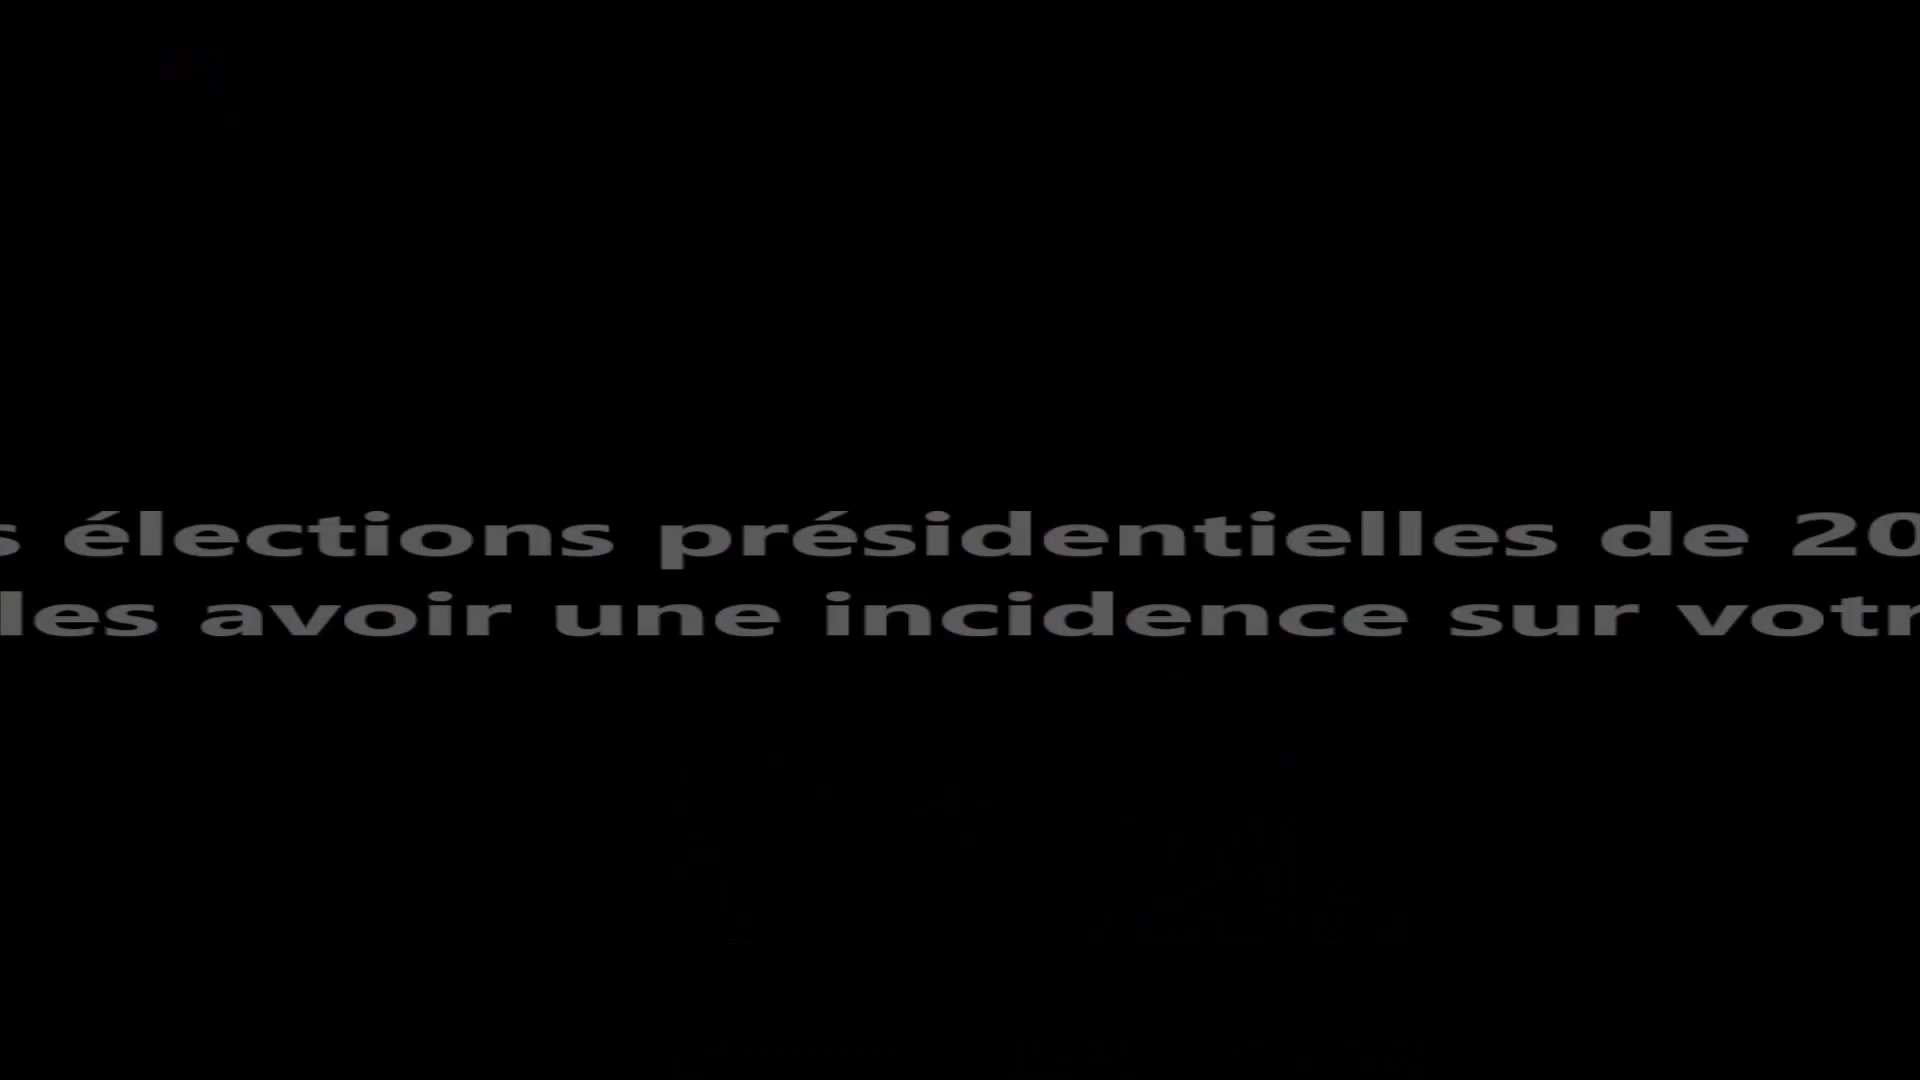 s élections présidentielles de 20
les avoir une incidence sur votr